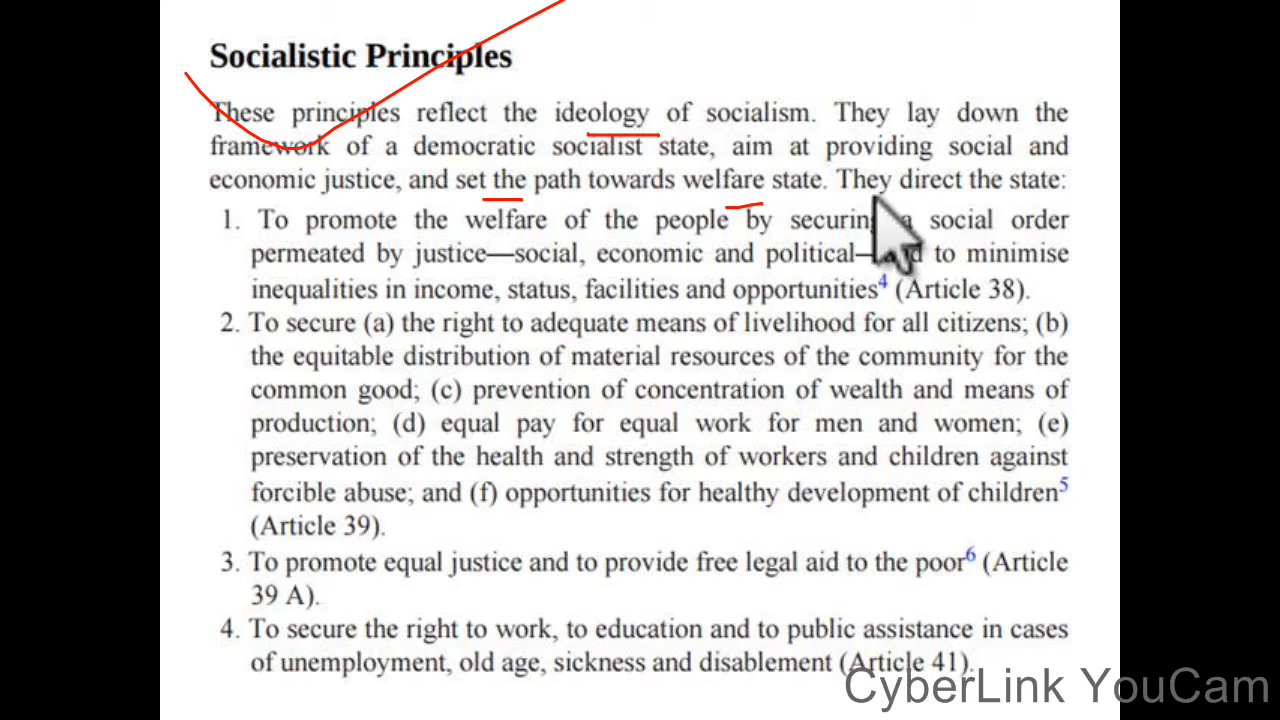 Socialistic Principles
These principles reflect the ideology of socialism. They lay down the
framework of a democratic socialist state, aim at providing social and
economic justice, and set the path towards welfare state. They direct the state:
1. To promote the welfare of the people by securing a social order
permeated by justice—social, economic and political—and to minimise
inequalities in income, status, facilities and opportunities4 (Article 38).
2. To secure (a) the right to adequate means of livelihood for all citizens; (b)
the equitable distribution of material resources of the community for the
common good; (c) prevention of concentration of wealth and means of
production; (d) equal pay for equal work for men and women; (e)
preservation of the health and strength of workers and children against
forcible abuse; and (f) opportunities for healthy development of children5
(Article 39).
3. To promote equal justice and to provide free legal aid to the poor6 (Article
39 A).
4. To secure the right to work, to education and to public assistance in cases
of unemployment, old age, sickness and disablement (Article 41).
CyberLink YouCam